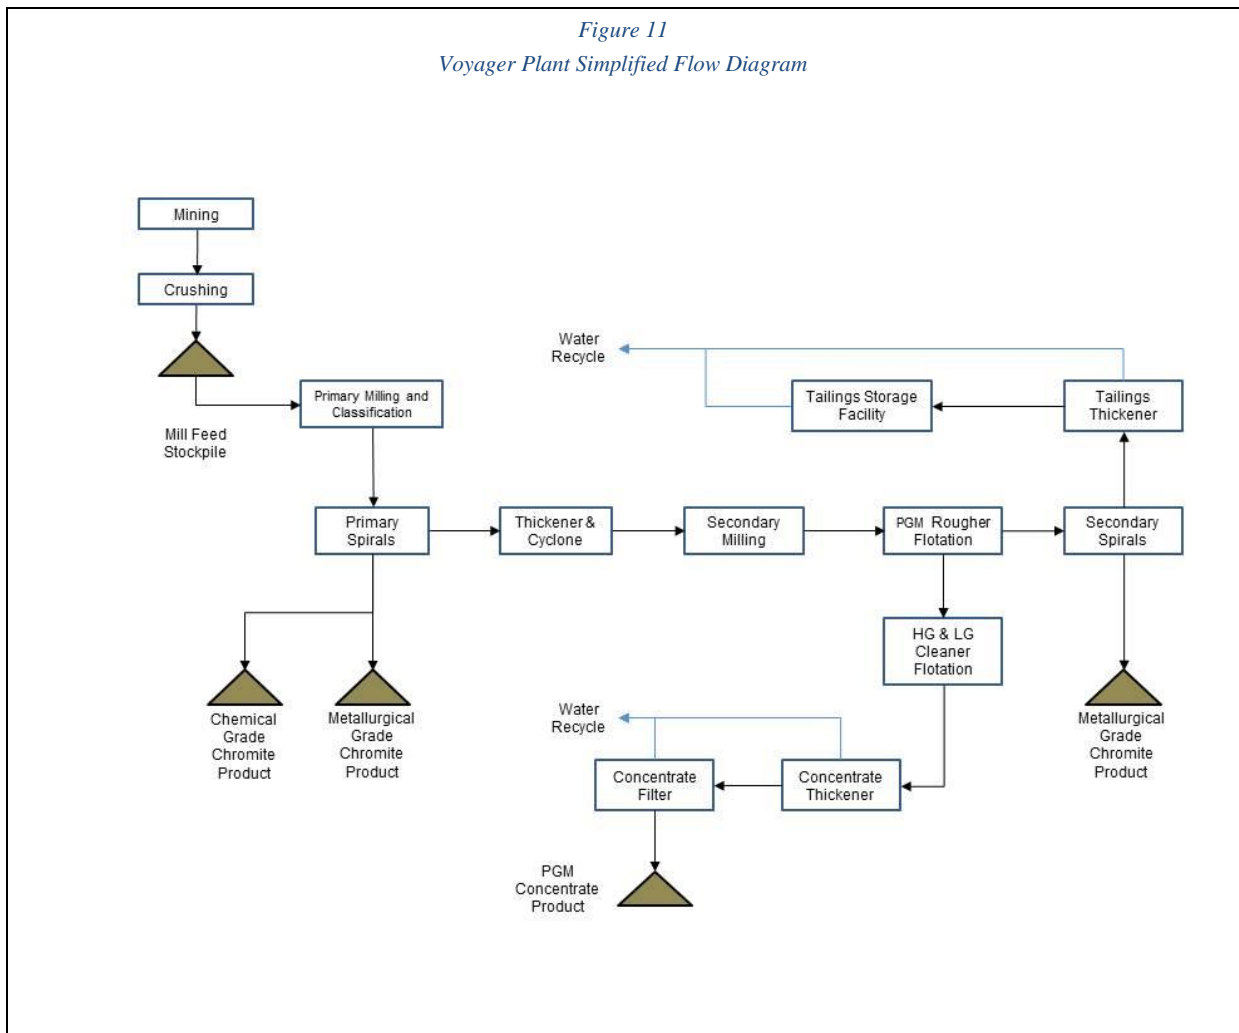 Figure 11
Voyager Plant Simplified Flow Diagram
Mining
Crushing
Mill Feed
Stockpile
Primary Milling and
Classification
Water
Recycle
Tailings Storage
Facility
Tailings
Thickener
Primary
Spirals
Thickener &
Cyclone
Secondary
Milling
PGM Rougher
Flotation
Secondary
Spirals
HG & LG
Cleaner
Flotation
Chemical
Grade
Chromite
Product
Metallurgical
Grade
Chromite
Product
Water
Recycle
Concentrate
Filter
Concentrate
Thickener
Metallurgical
Grade
Chromite
Product
PGM
Concentrate
Product